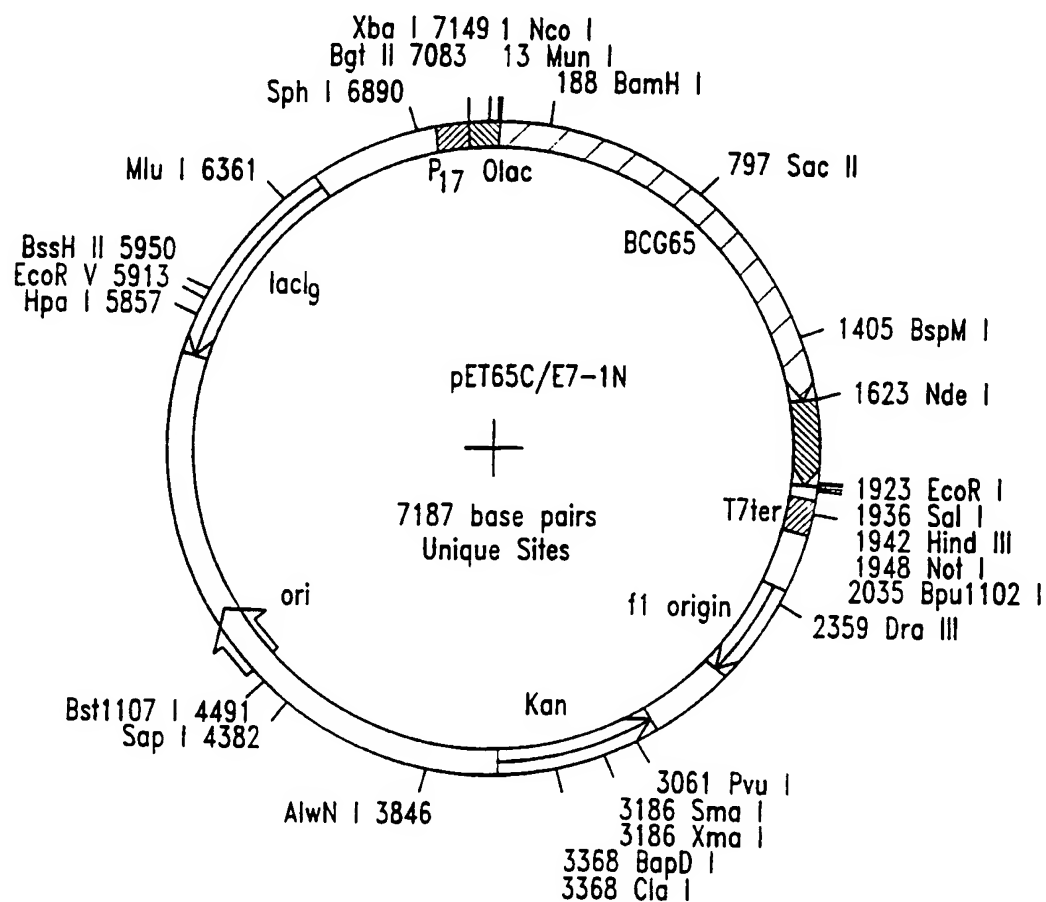 Xba I 7149 1 Nco I
Bgt II 7083 13 Mun I
Sph I 6890 188 BamH I
Mlu I 6361
P17 Olac
797 Sac II
BCG65
BssH II 5950
EcoR V 5913
Hpa I 5857
lacIg
1405 BspM I
pET65C/E7-1N
1623 Nde I
7187 base pairs
Unique Sites
T7ter
1923 EcoR I
1936 Sal I
1942 Hind III
1948 Not I
2035 Bpu1102 I
2359 Dra III
ori
f1 origin
Bst1107 I 4491
Sap I 4382
Kan
AlwN I 3846
3061 Pvu I
3186 Sma I
3186 Xma I
3368 BapD I
3368 Cla I